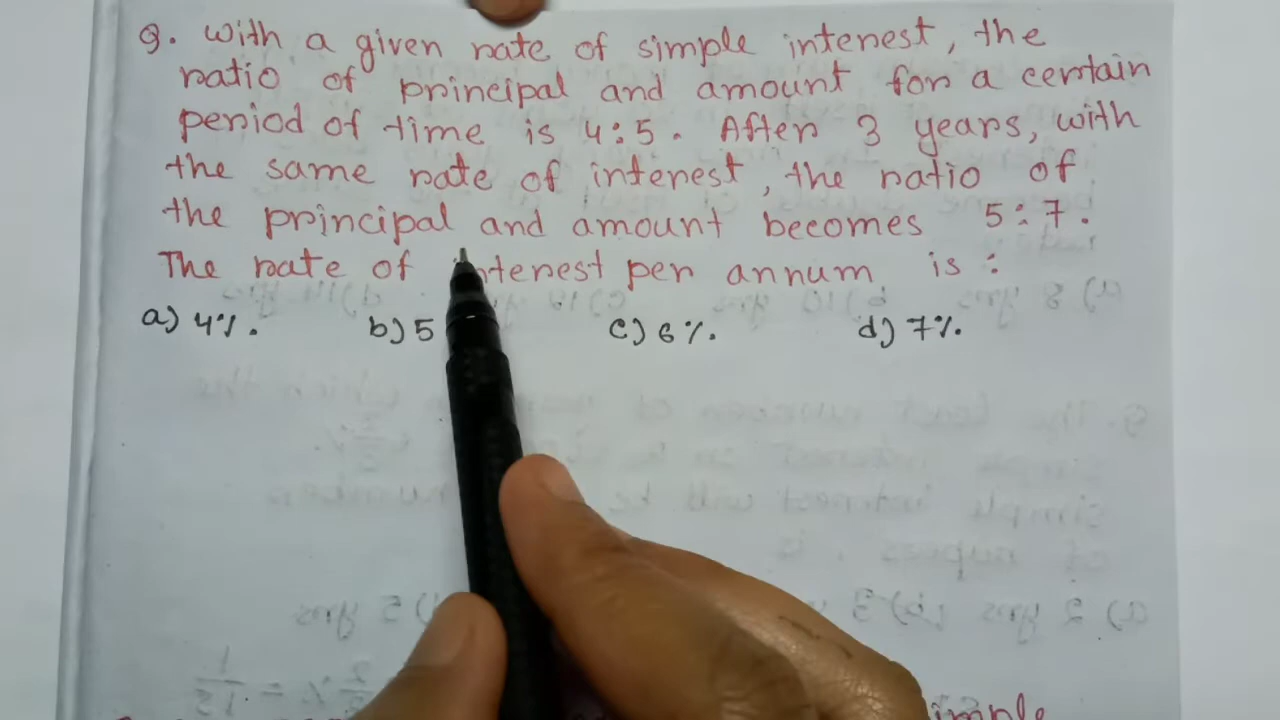 Q. With a given rate of simple interest, the
ratio of principal and amount for a certain
period of time is 4:5. After 3 years, with
the same rate of interest, the ratio of
the principal and amount becomes 5:7.
The rate of interest per annum is :
a) 4%. b) 5 c) 6%. d) 7%.
imple